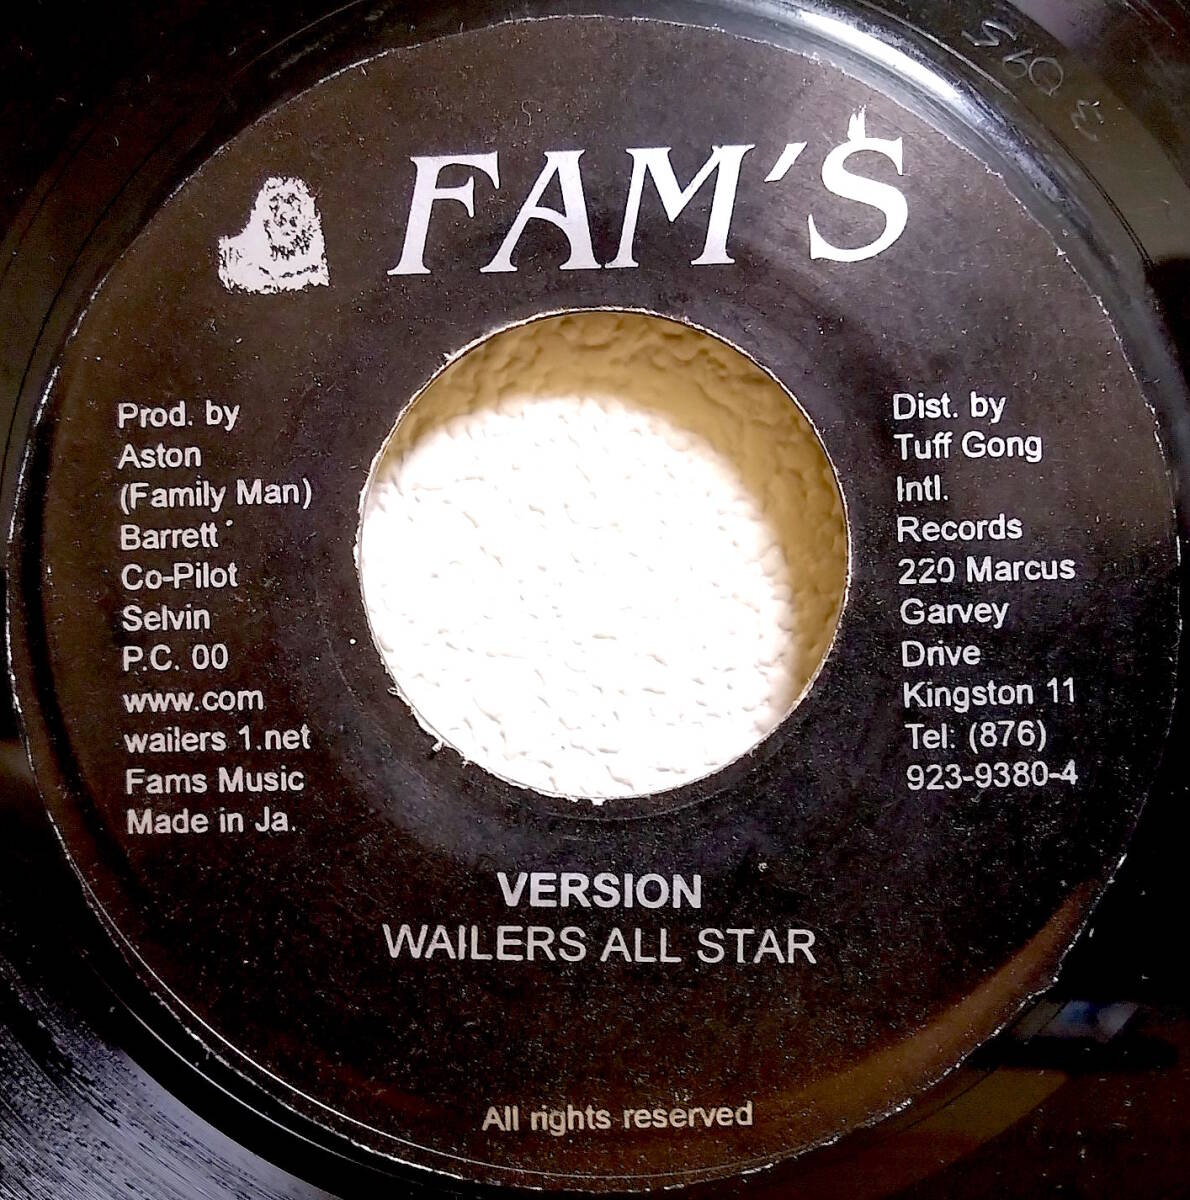 FAM'S
Prod. by
Aston
(Family Man)
Barrett
Co-Pilot
Selvin
P.C. 00
www.com
wailers 1.net
Fams Music
Made in Ja.
Dist. by
Tuff Gong
Intl.
Records
220 Marcus
Garvey
Drive
Kingston 11
Tel: (876)
923-9380-4
VERSION
WAILERS ALL STAR
All rights reserved